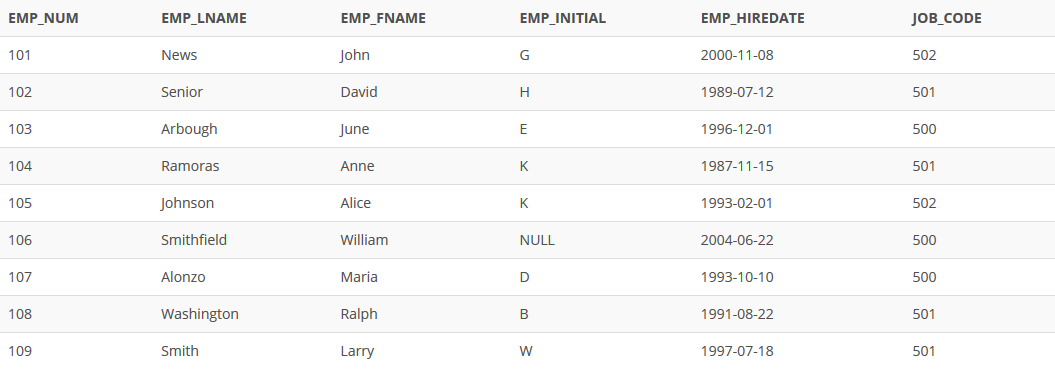 EMP_NUM EMP_LNAME EMP_FNAME EMP_INITIAL EMP_HIREDATE JOB_CODE
101 News John G 2000-11-08 502
102 Senior David H 1989-07-12 501
103 Arbough June E 1996-12-01 500
104 Ramoras Anne K 1987-11-15 501
105 Johnson Alice K 1993-02-01 502
106 Smithfield William NULL 2004-06-22 500
107 Alonzo Maria D 1993-10-10 500
108 Washington Ralph B 1991-08-22 501
109 Smith Larry W 1997-07-18 501